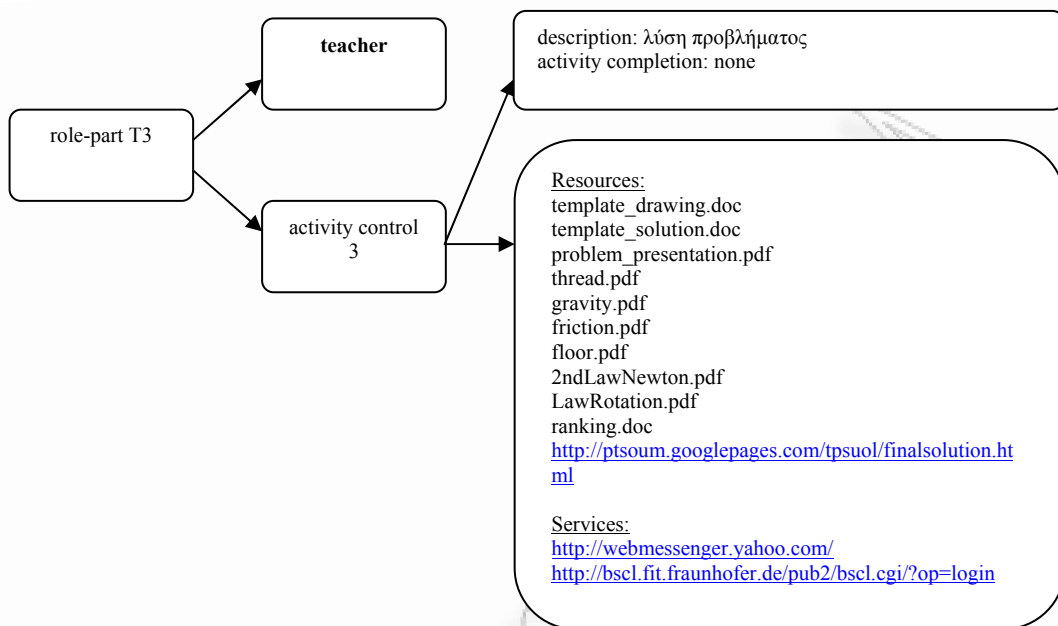 teacher
description: λύση προβλήματος
activity completion: none
role-part T3
activity control
3
Resources:
template_drawing.doc
template_solution.doc
problem_presentation.pdf
thread.pdf
gravity.pdf
friction.pdf
floor.pdf
2ndLawNewton.pdf
LawRotation.pdf
ranking.doc
http://ptsoum.googlepages.com/tpsuol/finalsolution.ht
ml
Services:
http://webmessenger.yahoo.com/
http://bscl.fit.fraunhofer.de/pub2/bscl.cgi/?op=login